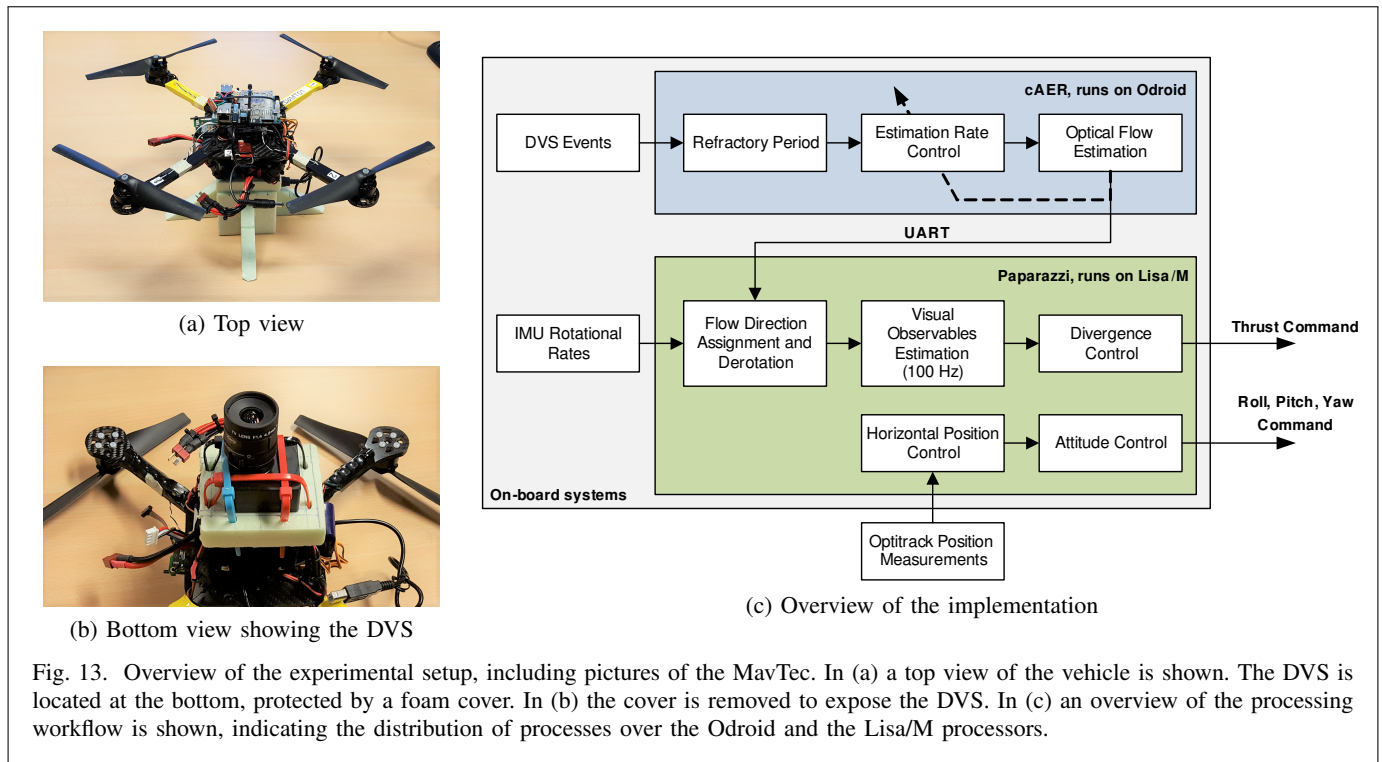 (a) Top view
TV LENS F1.4
(b) Bottom view showing the DVS
cAER, runs on Odroid
DVS Events
Refractory Period
Estimation Rate
Control
Optical Flow
Estimation
UART
Paparazzi, runs on Lisa/M
IMU Rotational
Rates
Flow Direction
Assignment and
Derotation
Visual
Observables
Estimation
(100 Hz)
Divergence
Control
Thrust Command
Horizontal Position
Control
Attitude Control
Roll, Pitch, Yaw
Command
On-board systems
Optitrack Position
Measurements
(c) Overview of the implementation
Fig. 13. Overview of the experimental setup, including pictures of the MavTec. In (a) a top view of the vehicle is shown. The DVS is
located at the bottom, protected by a foam cover. In (b) the cover is removed to expose the DVS. In (c) an overview of the processing
workflow is shown, indicating the distribution of processes over the Odroid and the Lisa/M processors.